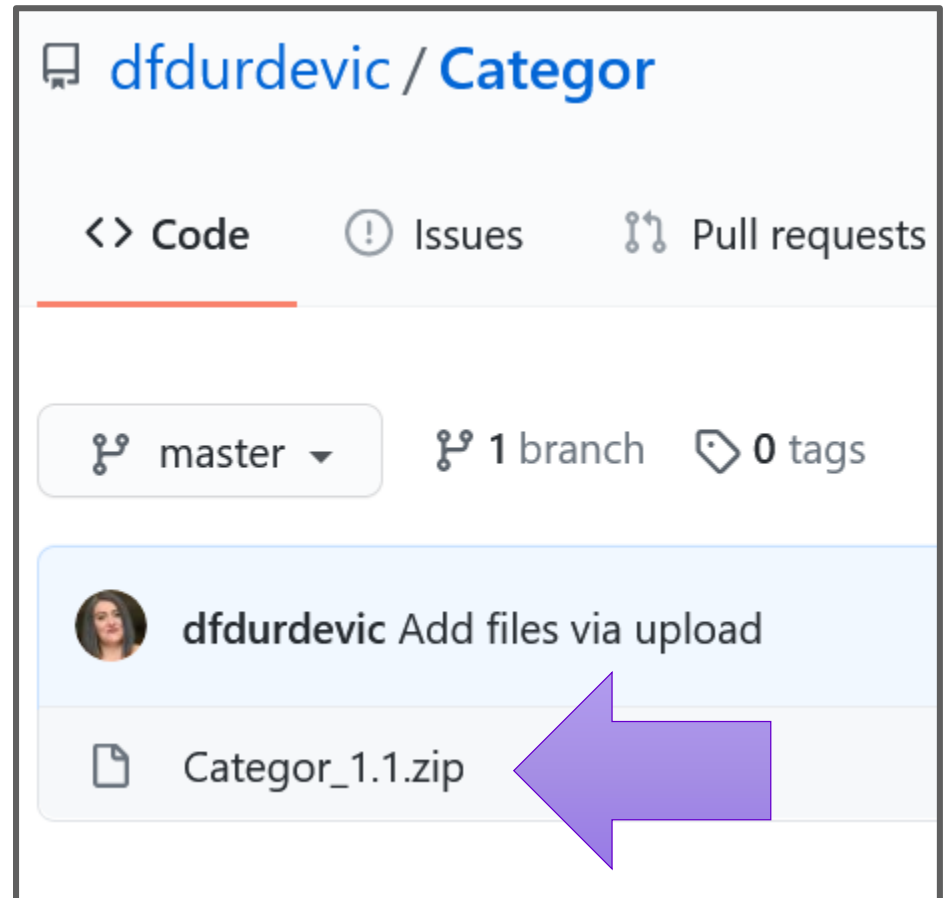 dfdurdevic / Categor
<> Code Issues Pull requests
master 1 branch 0 tags
dfdurdevic Add files via upload
Categor_1.1.zip